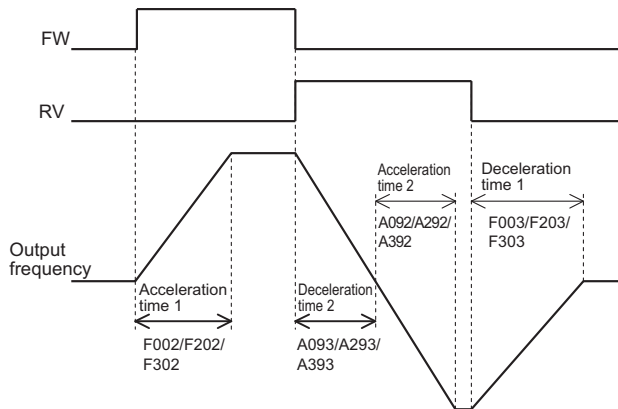 FW
RV
Acceleration
time 2
Deceleration
time 1
A092/A292/
A392
F003/F203/
F303
Output
frequency
Acceleration
time 1
Deceleration
time 2
F002/F202/
F302
A093/A293/
A393